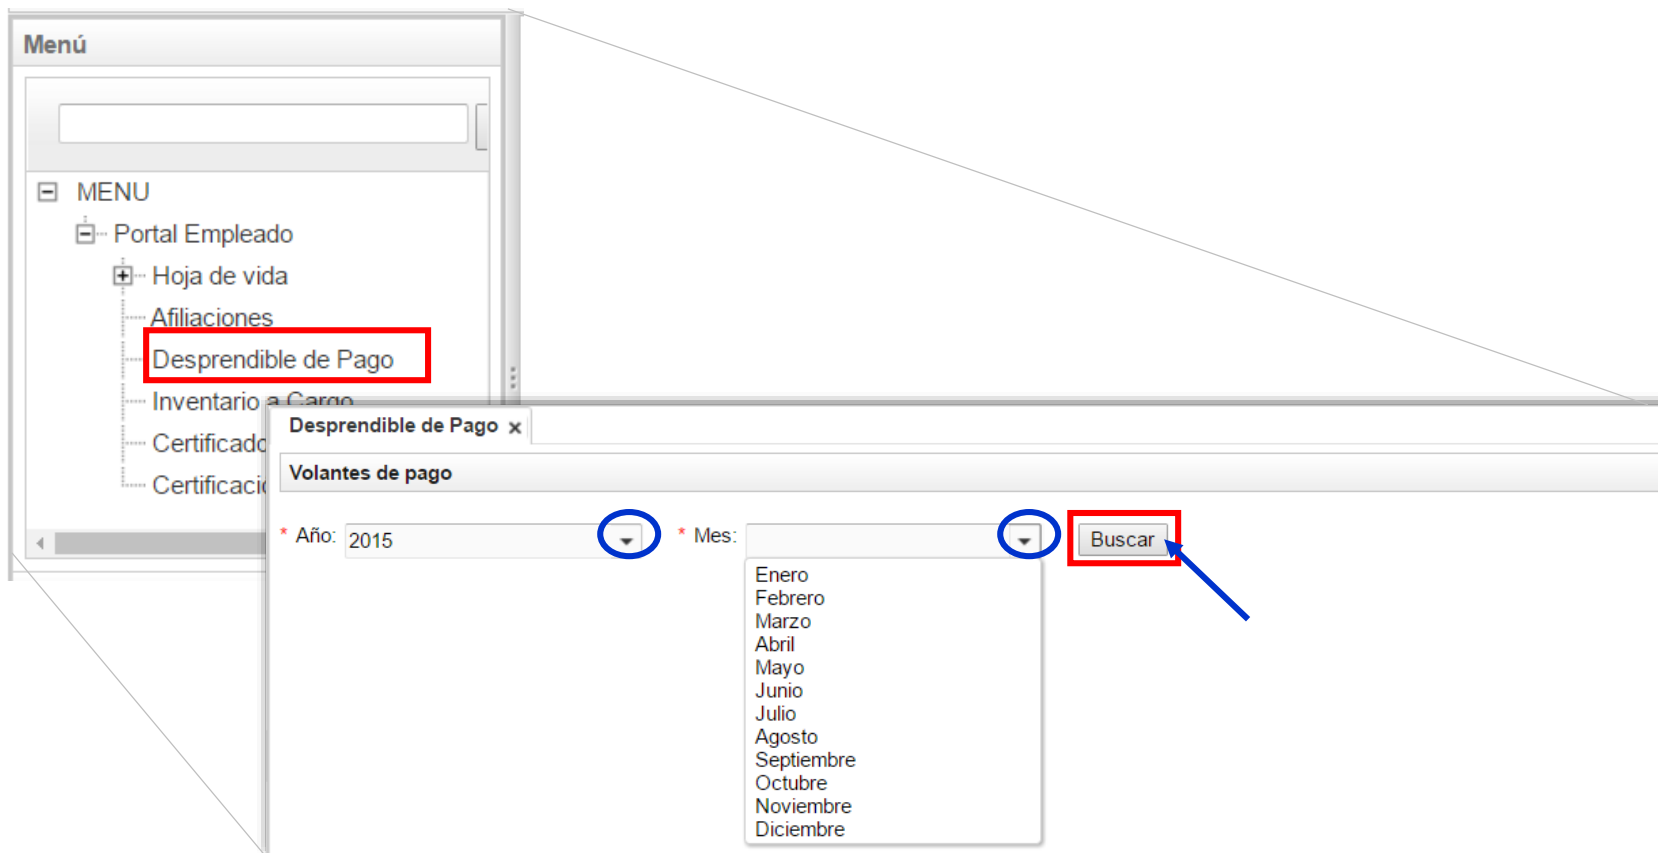 Menú
MENU
Portal Empleado
Hoja de vida
Afiliaciones
Desprendible de Pago
Inventario a Cargo
Desprendible de Pago x
Volantes de pago
* Año: 2015 * Mes: Buscar
Enero
Febrero
Marzo
Abril
Mayo
Junio
Julio
Agosto
Septiembre
Octubre
Noviembre
Diciembre